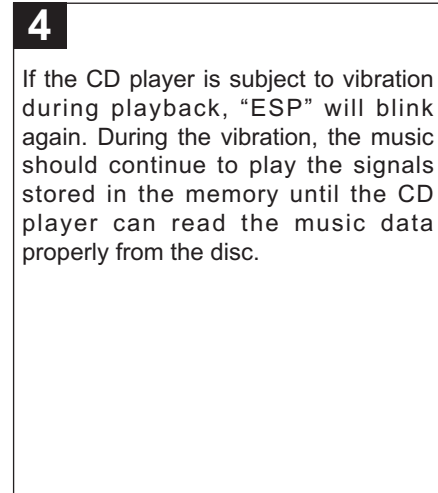 4
If the CD player is subject to vibration
during playback, “ESP” will blink
again. During the vibration, the music
should continue to play the signals
stored in the memory until the CD
player can read the music data
properly from the disc.